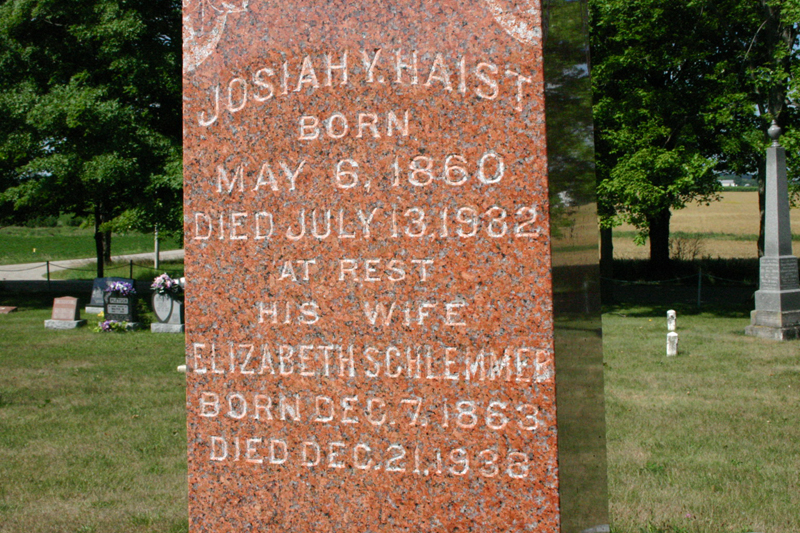 JOSIAH Y. HAIST
BORN
MAY 6, 1860
DIED JULY 13, 1932
AT REST
HIS WIFE
ELIZABETH SCHLEMMER
BORN DEC. 7, 1863
DIED DEC. 21, 1938